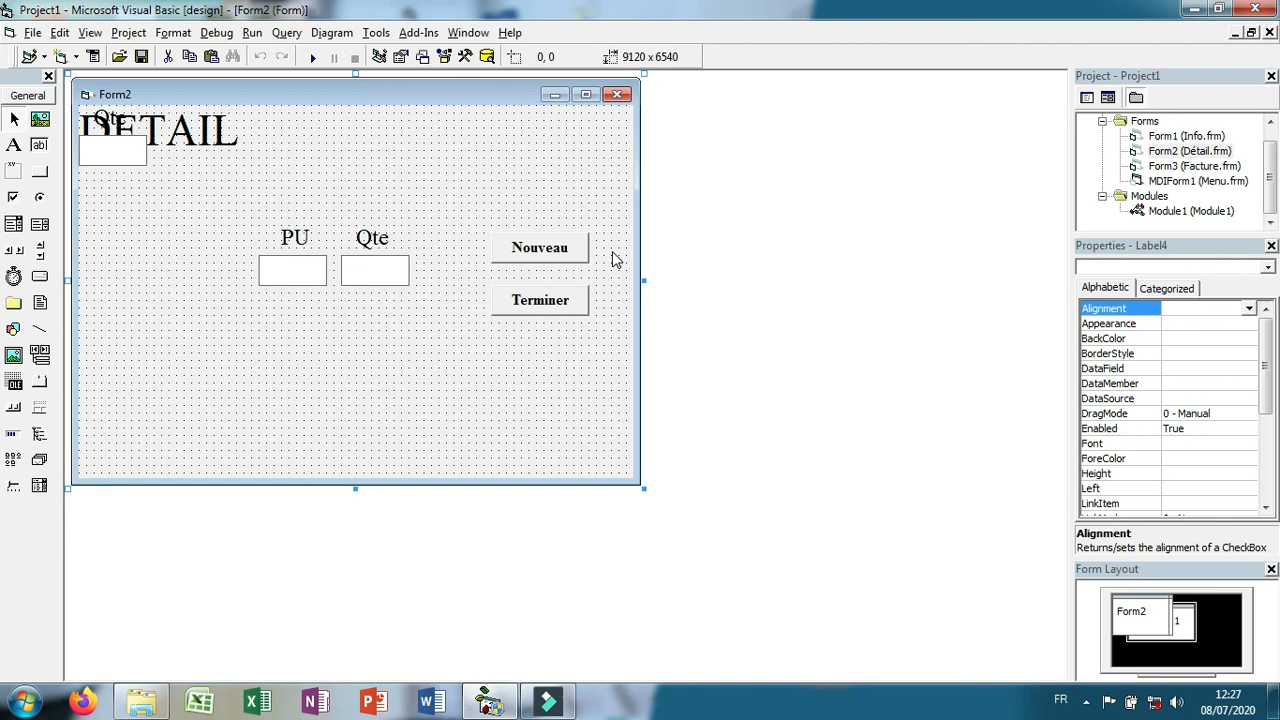 Project1 - Microsoft Visual Basic [design] - [Form2 (Form)]
File Edit View Project Format Debug Run Query Diagram Tools Add-Ins Window Help
0, 0 9120 x 6540
General
Form2
Qte
DETAIL
PU Qte
Nouveau
Terminer
Project - Project1
Forms
Form1 (Info.frm)
Form2 (Détail.frm)
Form3 (Facture.frm)
MDIForm1 (Menu.frm)
Modules
Module1 (Module1)
Properties - Label4
Alphabetic Categorized
Alignment
Appearance
BackColor
BorderStyle
DataField
DataMember
DataSource
DragMode 0 - Manual
Enabled True
Font
ForeColor
Height
Left
LinkItem
Alignment
Returns/sets the alignment of a CheckBox
Form Layout
Form2
1
FR
12:27
08/07/2020